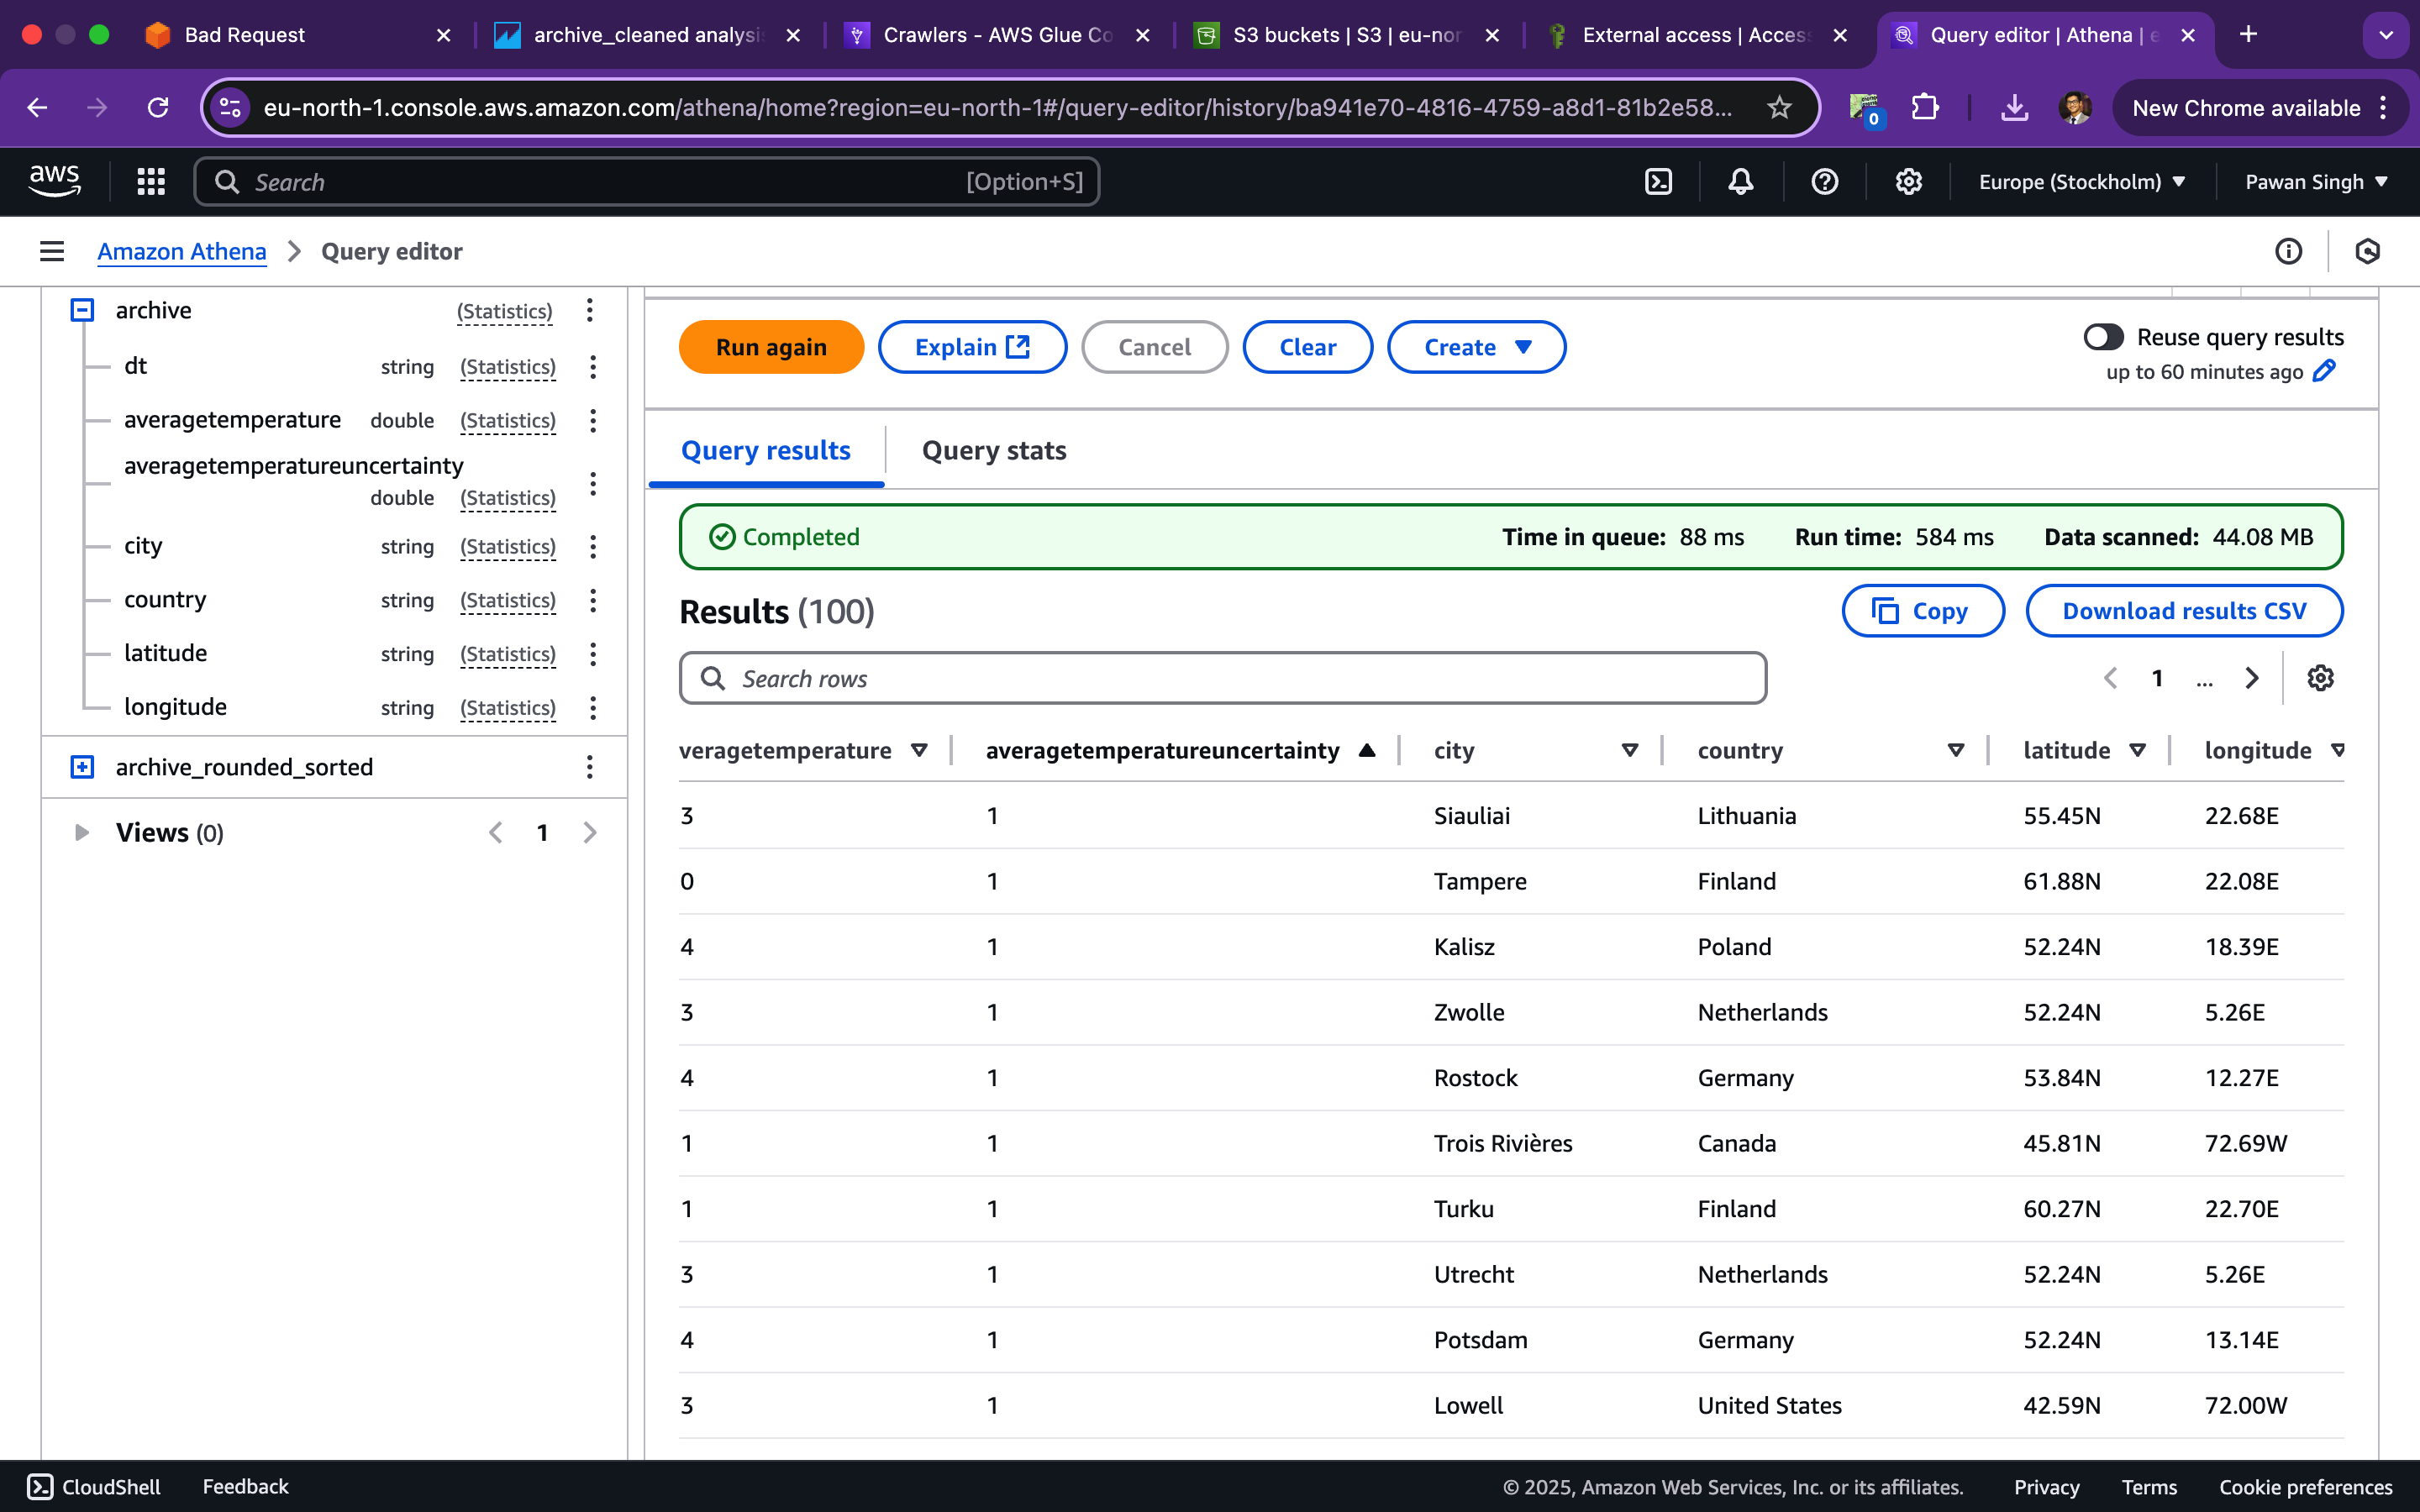 Bad Request
archive_cleaned analysis
Crawlers - AWS Glue Co
S3 buckets | S3 | eu-nor
External access | Access
Query editor | Athena | e
eu-north-1.console.aws.amazon.com/athena/home?region=eu-north-1#/query-editor/history/ba941e70-4816-4759-a8d1-81b2e58...
0
New Chrome available
aws
Search
[Option+S]
Europe (Stockholm)
Pawan Singh
Amazon Athena
Query editor
archive (Statistics)
dt string (Statistics)
averagetemperature double (Statistics)
averagetemperatureuncertainty
double (Statistics)
city string (Statistics)
country string (Statistics)
latitude string (Statistics)
longitude string (Statistics)
archive_rounded_sorted
Views (0) 1
Run again
Explain
Cancel
Clear
Create
Reuse query results
up to 60 minutes ago
Query results
Query stats
Completed
Time in queue: 88 ms Run time: 584 ms Data scanned: 44.08 MB
Results (100)
Copy
Download results CSV
Search rows
1 ...
veragetemperature averagetemperatureuncertainty city country latitude longitude
3 1 Siauliai Lithuania 55.45N 22.68E
0 1 Tampere Finland 61.88N 22.08E
4 1 Kalisz Poland 52.24N 18.39E
3 1 Zwolle Netherlands 52.24N 5.26E
4 1 Rostock Germany 53.84N 12.27E
1 1 Trois Rivières Canada 45.81N 72.69W
1 1 Turku Finland 60.27N 22.70E
3 1 Utrecht Netherlands 52.24N 5.26E
4 1 Potsdam Germany 52.24N 13.14E
3 1 Lowell United States 42.59N 72.00W
CloudShell
Feedback
© 2025, Amazon Web Services, Inc. or its affiliates.
Privacy
Terms
Cookie preferences